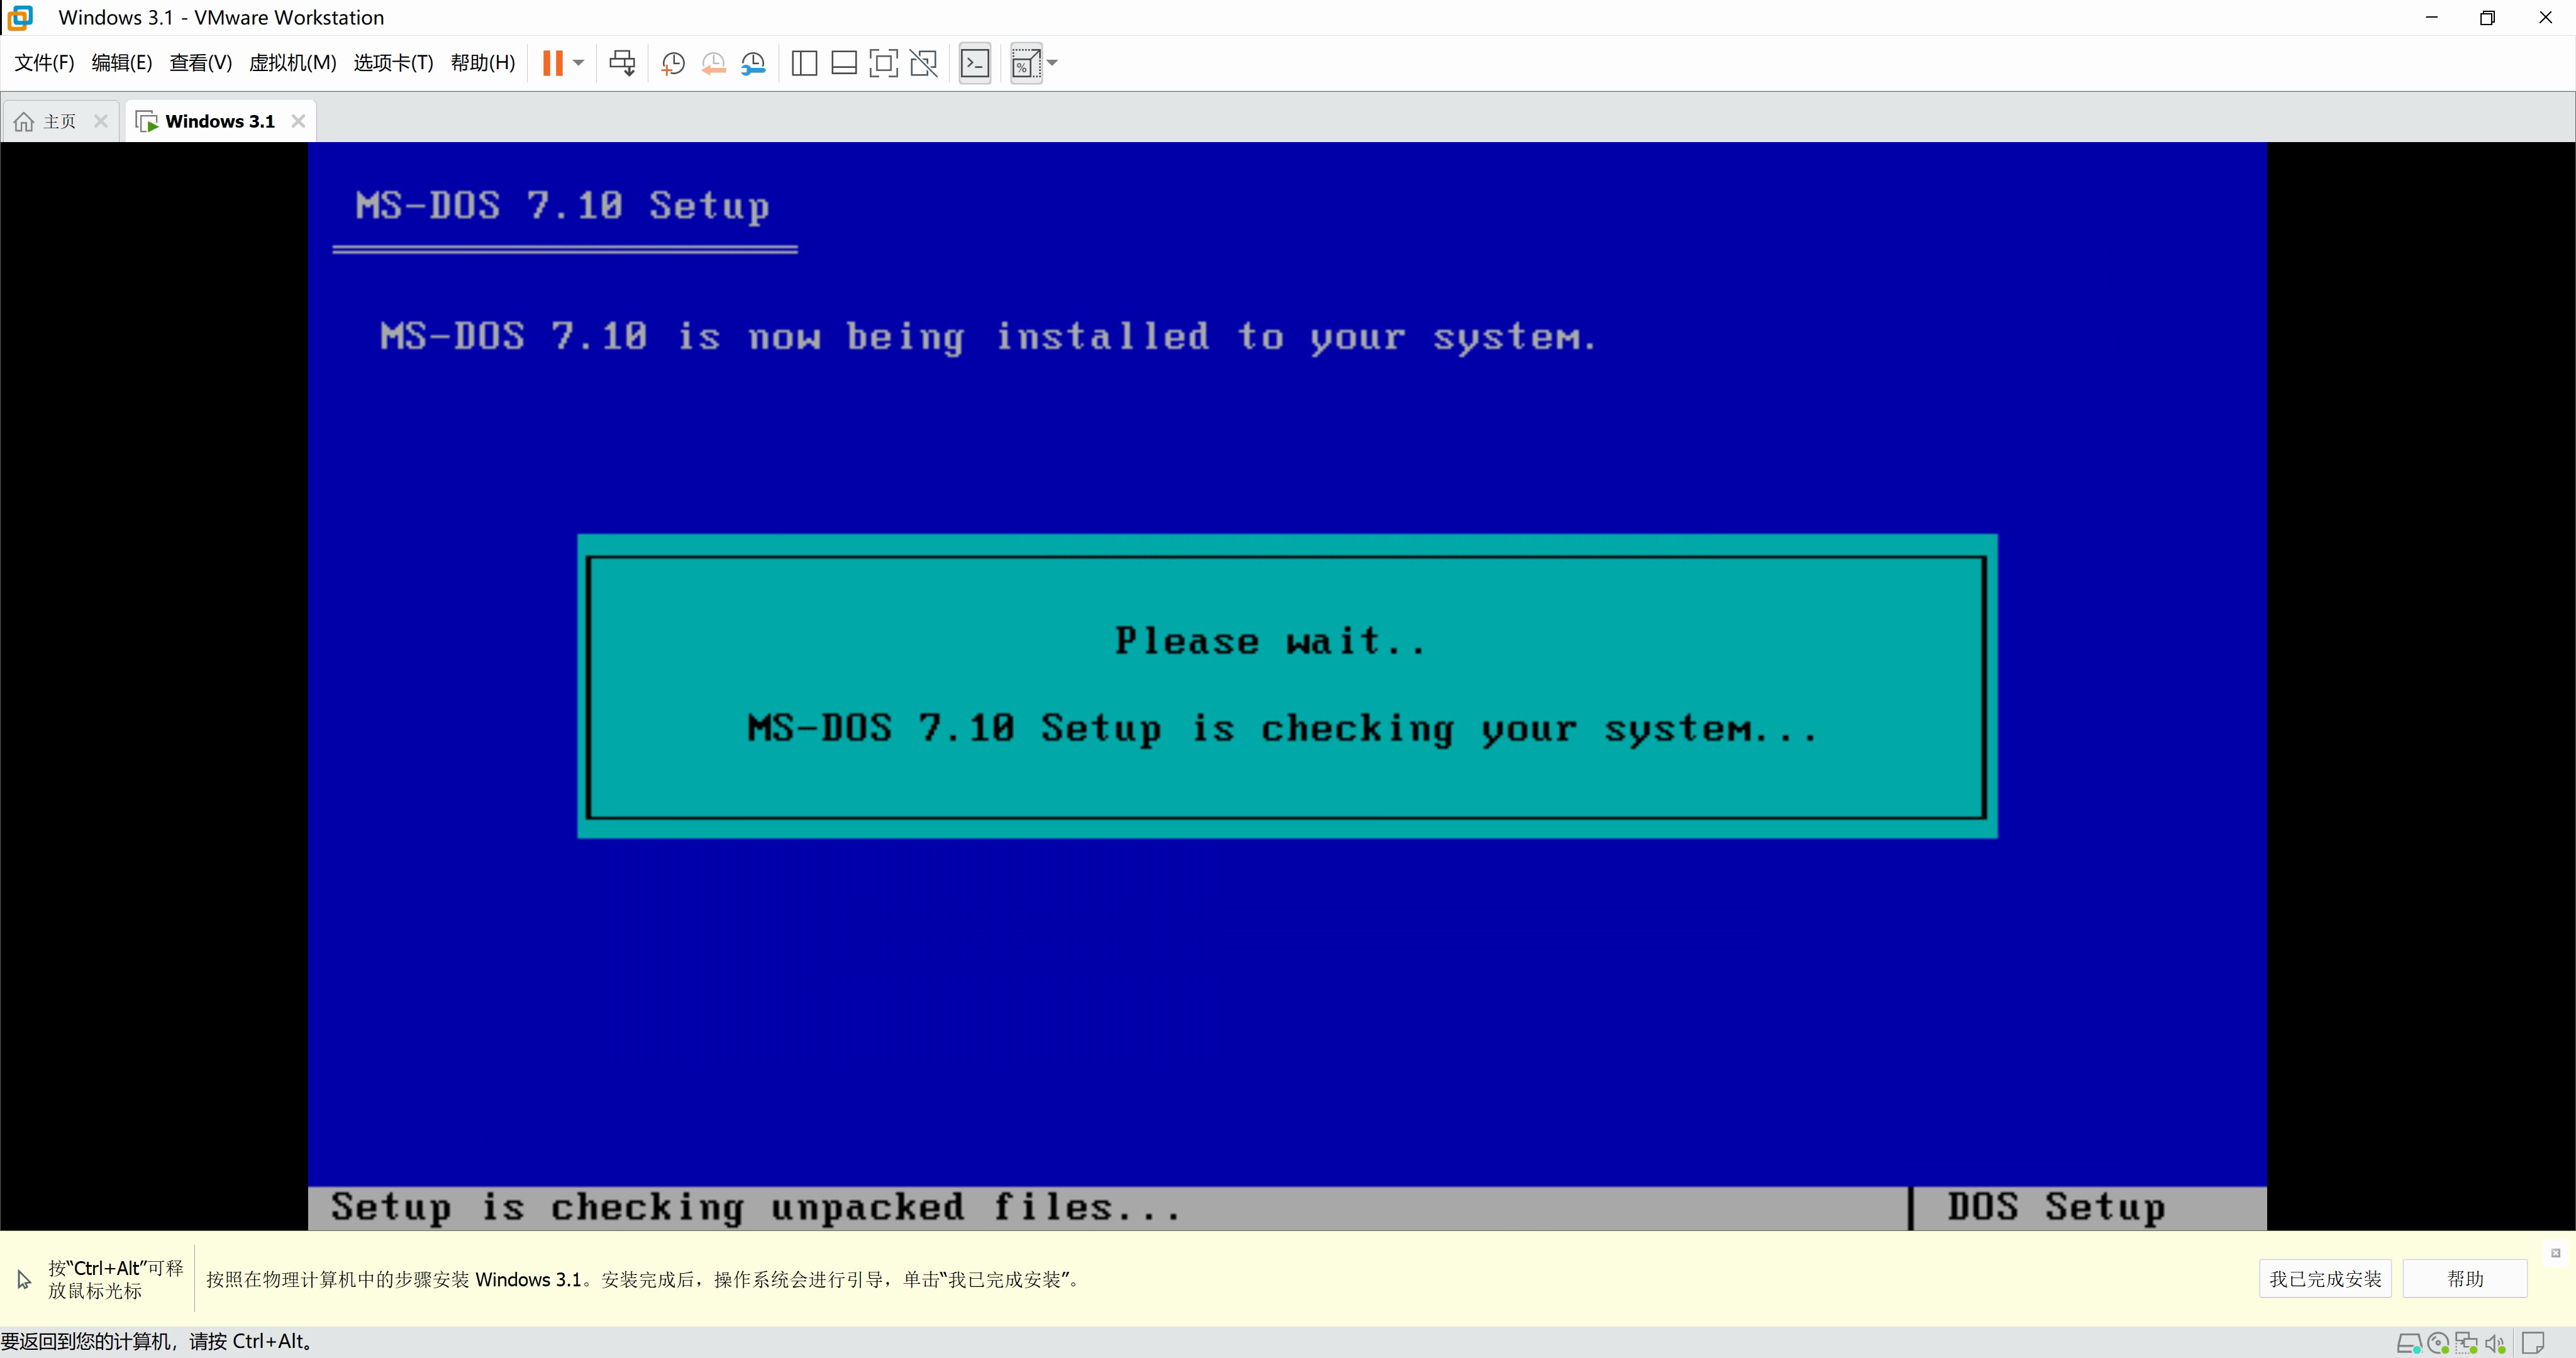 Windows 3.1 - VMware Workstation
文件(F) 编辑(E) 查看(V) 虚拟机(M) 选项卡(T) 帮助(H)
主页 Windows 3.1
MS-DOS 7.10 Setup
MS-DOS 7.10 is now being installed to your system.
Please wait..
MS-DOS 7.10 Setup is checking your system...
Setup is checking unpacked files... DOS Setup
按“Ctrl+Alt”可释
放鼠标光标
按照在物理计算机中的步骤安装 Windows 3.1。安装完成后，操作系统会进行引导，单击“我已完成安装”。
我已完成安装 帮助
要返回到您的计算机，请按 Ctrl+Alt。